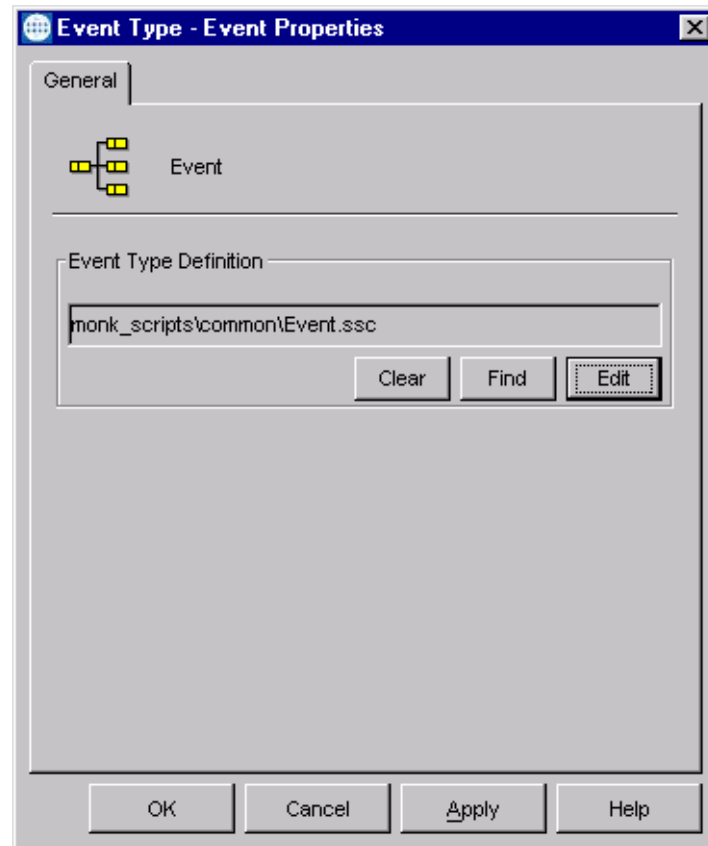 Event Type - Event Properties
General
Event
Event Type Definition
monk_scripts\common\Event.ssc
Clear Find Edit
OK Cancel Apply Help